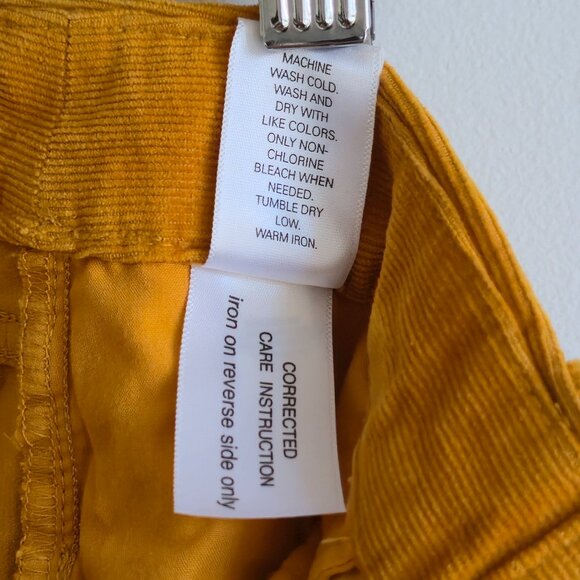 MACHINE
WASH COLD.
WASH AND
DRY WITH
LIKE COLORS.
ONLY NON-
CHLORINE
BLEACH WHEN
NEEDED.
TUMBLE DRY
LOW.
WARM IRON.
CORRECTED
CARE INSTRUCTION
iron on reverse side only